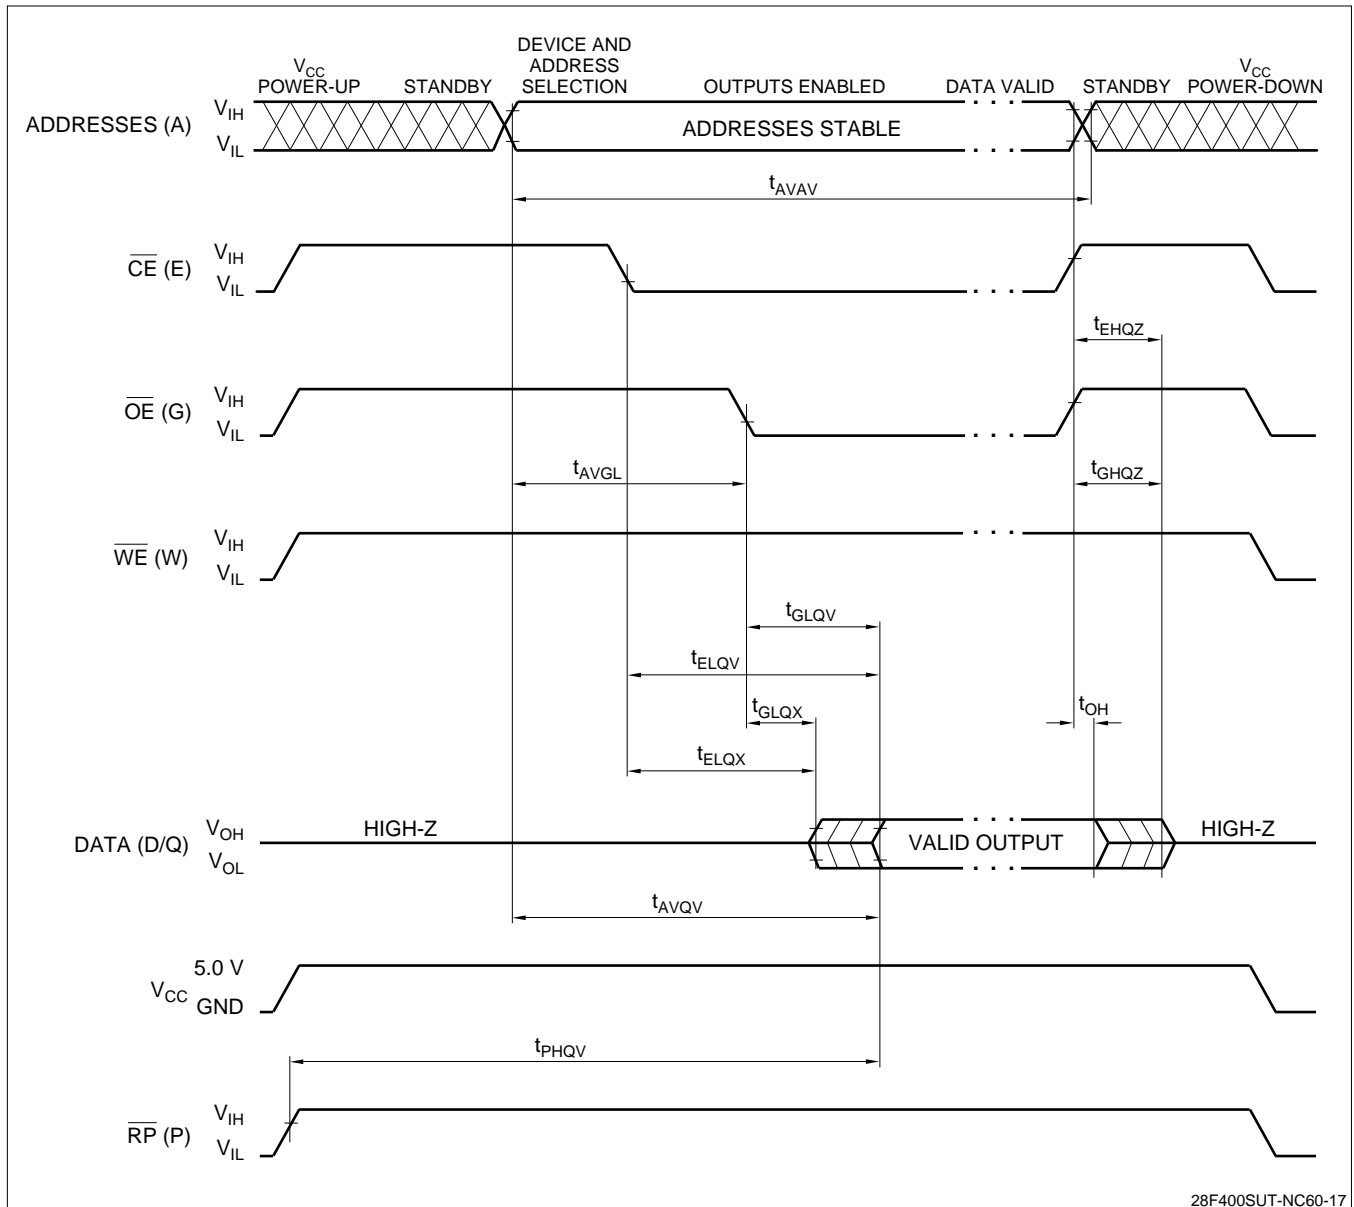 DEVICE AND
ADDRESS
SELECTION
VCC
POWER-UP
STANDBY
OUTPUTS ENABLED
DATA VALID
STANDBY
VCC
POWER-DOWN
ADDRESSES (A)
VIH
VIL
ADDRESSES STABLE
tAVAV
CE (E)
VIH
VIL
tEHQZ
OE (G)
VIH
VIL
tAVGL
tGHQZ
WE (W)
VIH
VIL
tGLQV
tELQV
tGLQX
tOH
tELQX
DATA (D/Q)
VOH
VOL
HIGH-Z
VALID OUTPUT
HIGH-Z
tAVQV
5.0 V
VCC
GND
tPHQV
RP (P)
VIH
VIL
28F400SUT-NC60-17